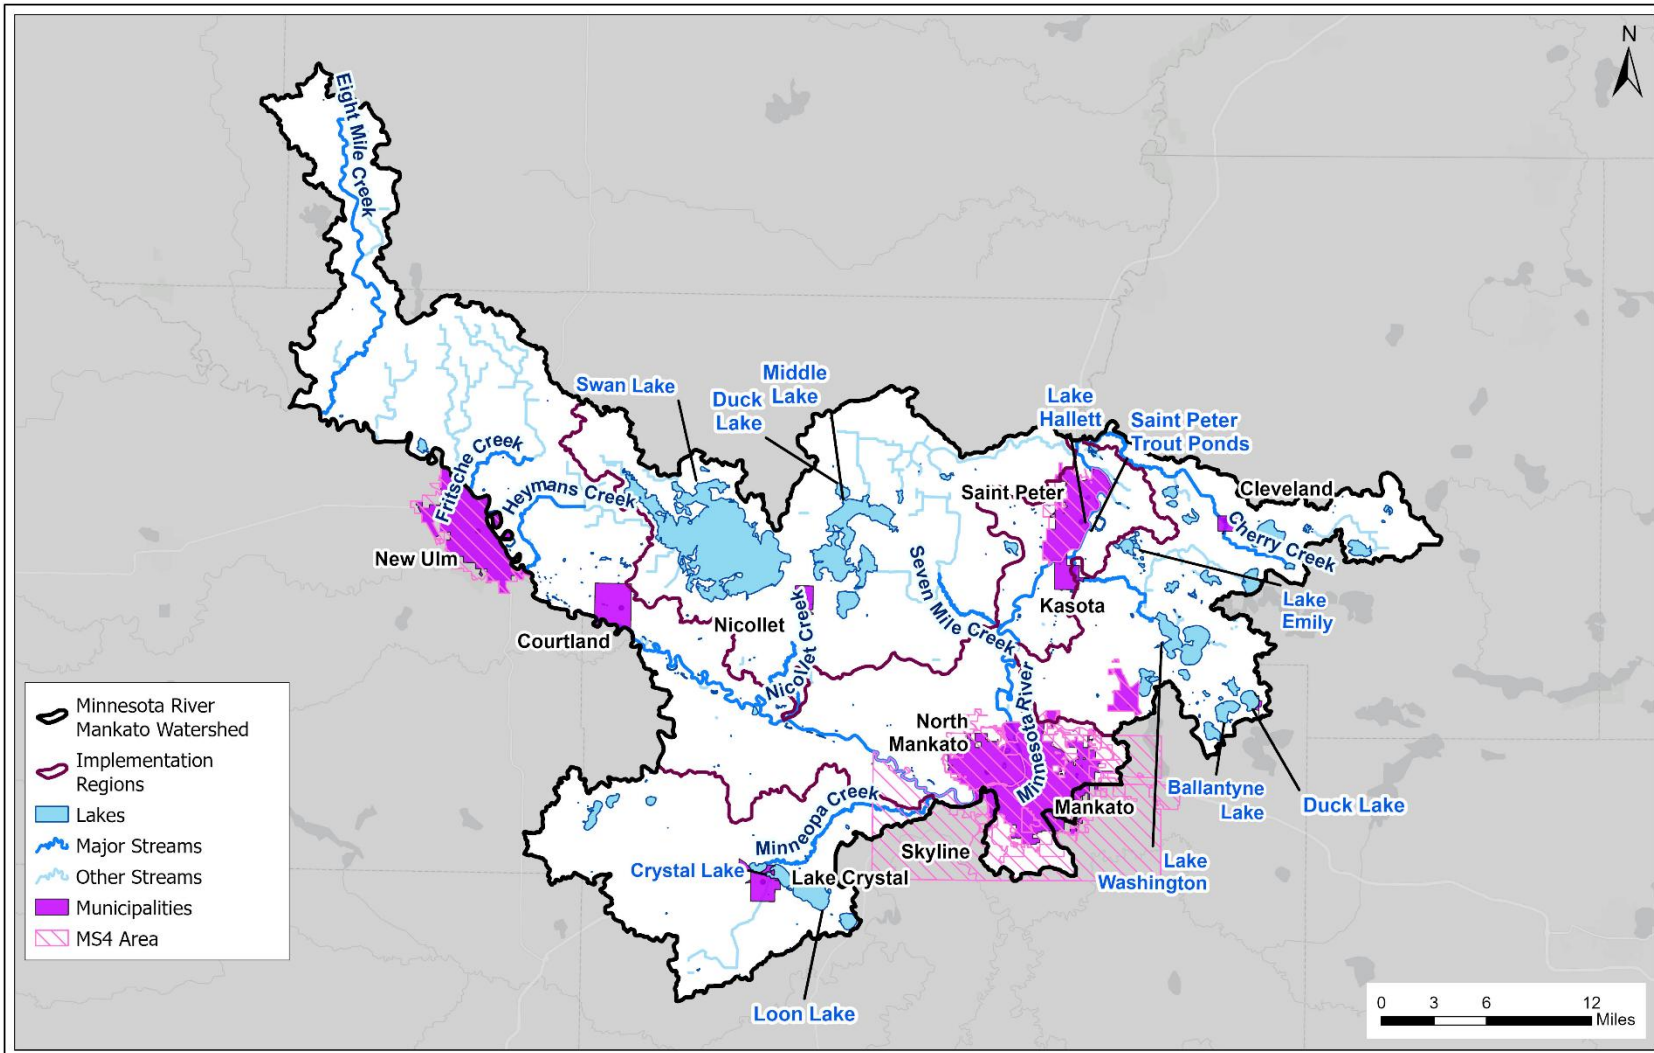 N
Eight Mile Creek
Swan Lake
Middle
Lake
Duck
Lake
Lake
Hallett
Saint Peter
Trout Ponds
Fritsche Creek
Heymans Creek
Saint Peter
Cleveland
Cherry Creek
New Ulm
Seven Mile Creek
Kasota
Lake
Emily
Courtland
Nicollet
Nicollet Creek
Minnesota River
North
Mankato
Minnesota River
Mankato
Ballantyne
Lake
Duck Lake
Minneopa Creek
Skyline
Lake
Washington
Crystal Lake
Lake Crystal
Loon Lake
Minnesota River
Mankato Watershed
Implementation
Regions
Lakes
Major Streams
Other Streams
Municipalities
MS4 Area
0 3 6 12
Miles